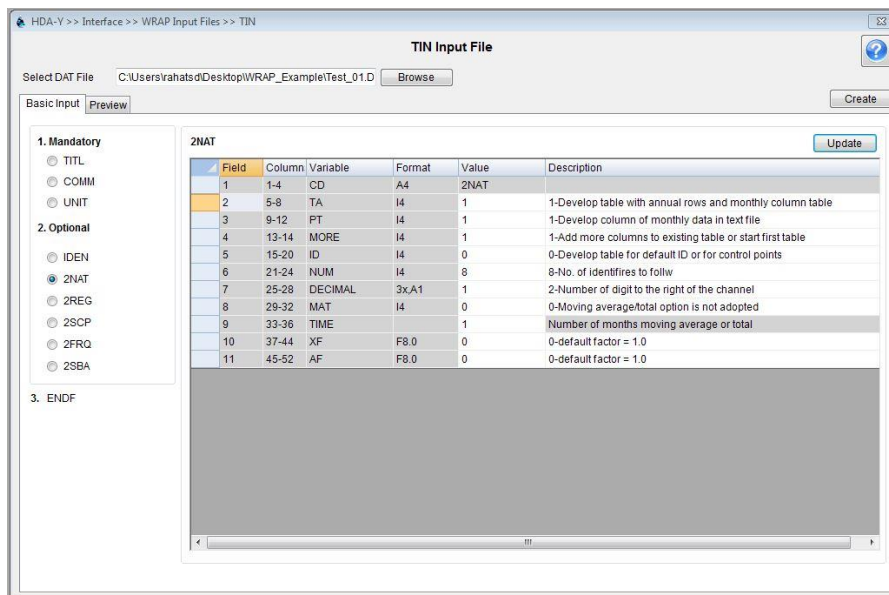 HDA-Y >> Interface >> WRAP Input Files >> TIN
TIN Input File
Select DAT File C:\Users\rahatsd\Desktop\WRAP_Example\Test_01.D Browse
Basic Input Preview Create
1. Mandatory
TITL
COMM
UNIT
2. Optional
IDEN
2NAT
2REG
2SCP
2FRQ
2SBA
3. ENDF
2NAT Update
Field Column Variable Format Value Description
1 1-4 CD A4 2NAT
2 5-8 TA I4 1 1-Develop table with annual rows and monthly column table
3 9-12 PT I4 1 1-Develop column of monthly data in text file
4 13-14 MORE I4 1 1-Add more columns to existing table or start first table
5 15-20 ID I4 0 0-Develop table for default ID or for control points
6 21-24 NUM I4 8 8-No. of identifires to follw
7 25-28 DECIMAL 3x,A1 1 2-Number of digit to the right of the channel
8 29-32 MAT I4 0 0-Moving average/total option is not adopted
9 33-36 TIME 1 Number of months moving average or total
10 37-44 XF F8.0 0 0-default factor = 1.0
11 45-52 AF F8.0 0 0-default factor = 1.0